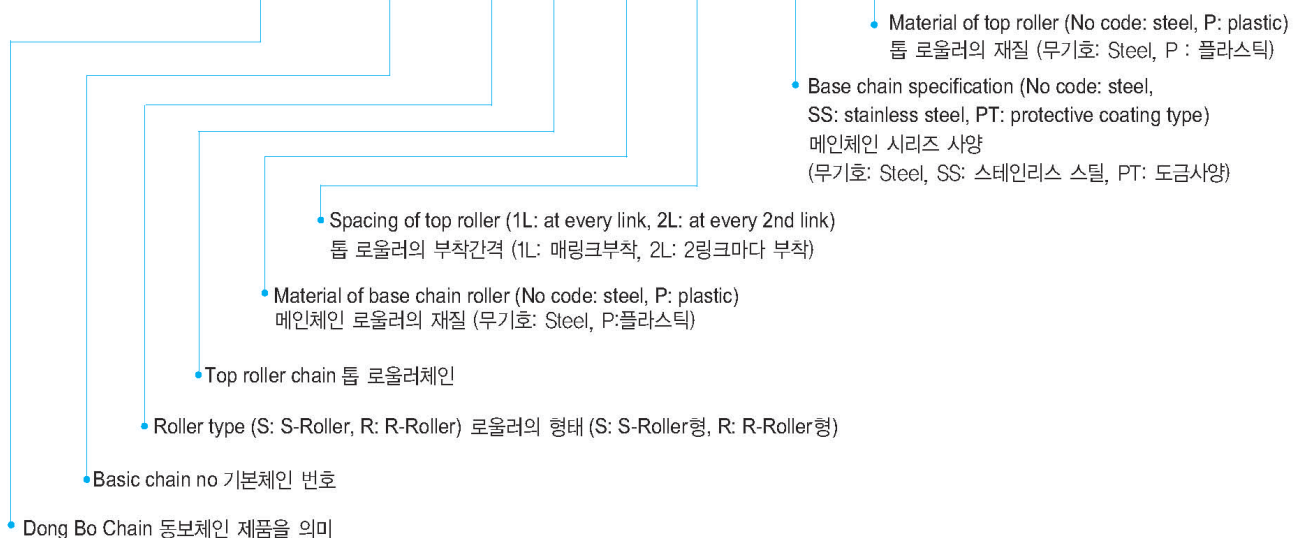 Material of top roller (No code: steel, P: plastic)
톱 로울러의 재질 (무기호: Steel, P : 플라스틱)
Base chain specification (No code: steel,
SS: stainless steel, PT: protective coating type)
메인체인 시리즈 사양
(무기호: Steel, SS: 스테인리스 스틸, PT: 도금사양)
Spacing of top roller (1L: at every link, 2L: at every 2nd link)
톱 로울러의 부착간격 (1L: 매링크부착, 2L: 2링크마다 부착)
Material of base chain roller (No code: steel, P: plastic)
메인체인 로울러의 재질 (무기호: Steel, P:플라스틱)
Top roller chain 톱 로울러체인
Roller type (S: S-Roller, R: R-Roller) 로울러의 형태 (S: S-Roller형, R: R-Roller형)
Basic chain no 기본체인 번호
Dong Bo Chain 동보체인 제품을 의미